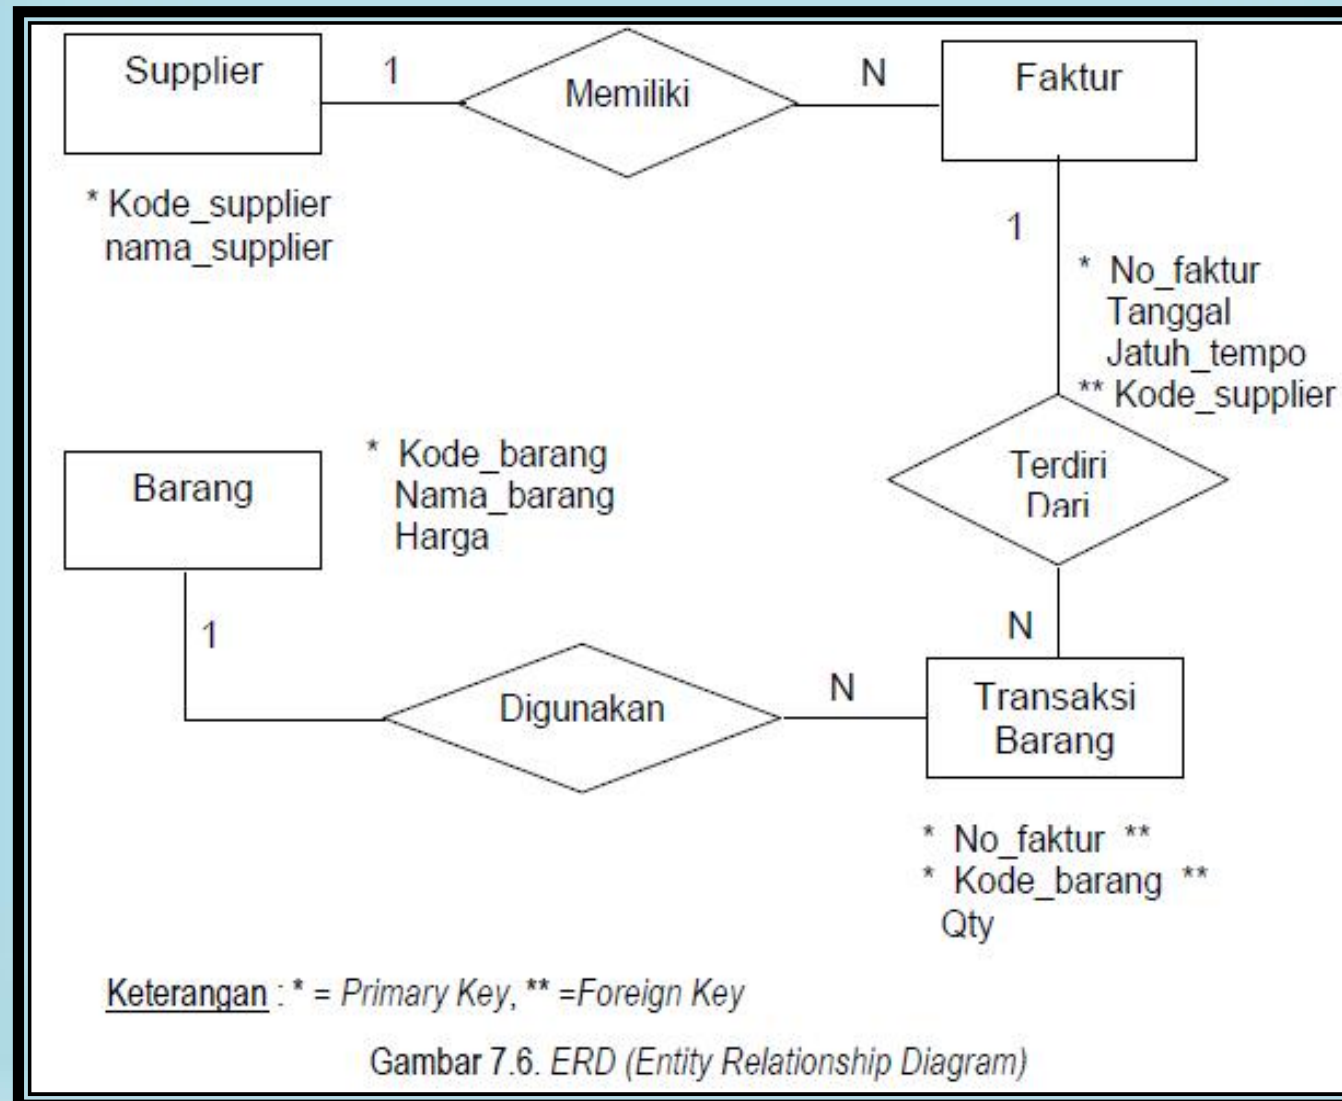 Supplier
1
Memiliki
N
Faktur
* Kode_supplier
nama_supplier
1
* No_faktur
Tanggal
Jatuh_tempo
** Kode_supplier
Barang
* Kode_barang
Nama_barang
Harga
Terdiri
Dari
1
N
Digunakan
N
Transaksi
Barang
* No_faktur **
* Kode_barang **
Qty
Keterangan : * = Primary Key, ** =Foreign Key
Gambar 7.6. ERD (Entity Relationship Diagram)